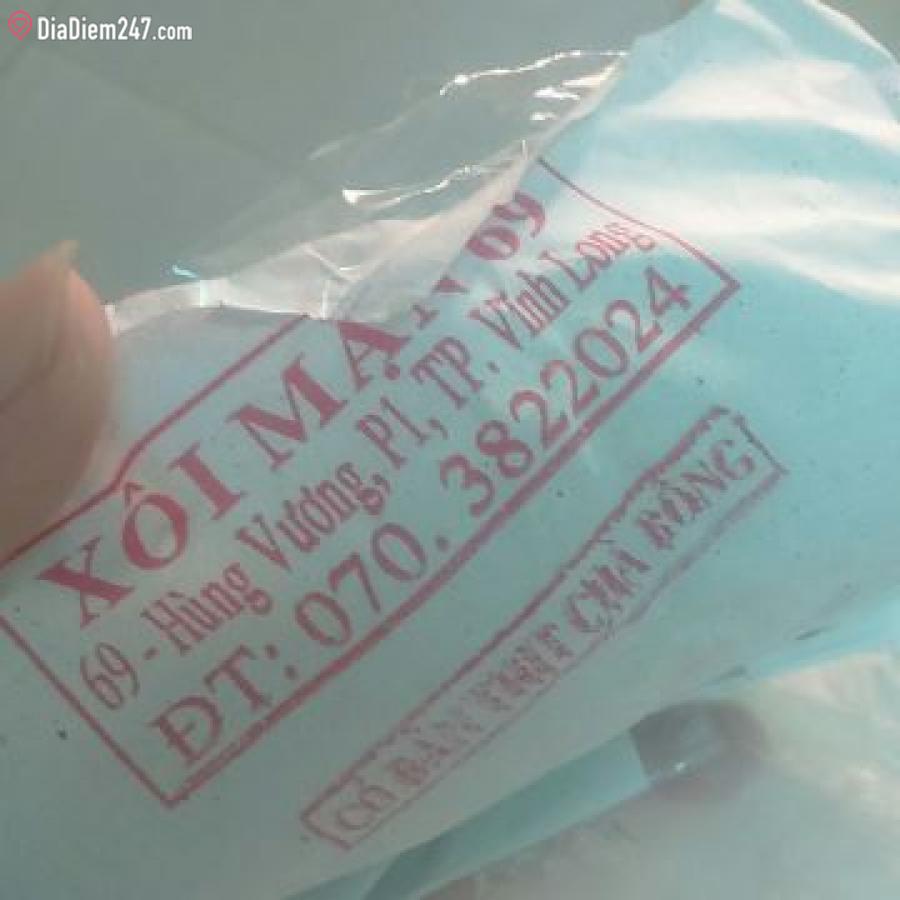 DiaDiem247.com
XÔI MẶN 69
69 - Hùng Vương, P1, TP. Vĩnh Long
ĐT: 070. 3822024
CÓ BÁN THỊT CHÀ BÔNG